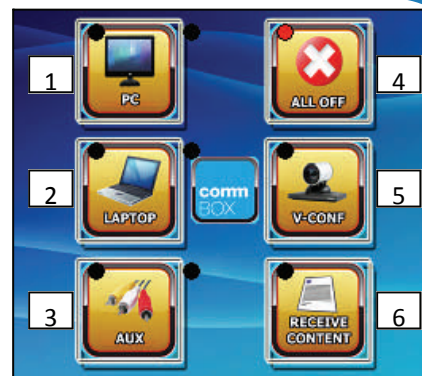 1
PC
ALL OFF
4
2
LAPTOP
comm
BOX
V-CONF
5
3
AUX
RECEIVE
CONTENT
6